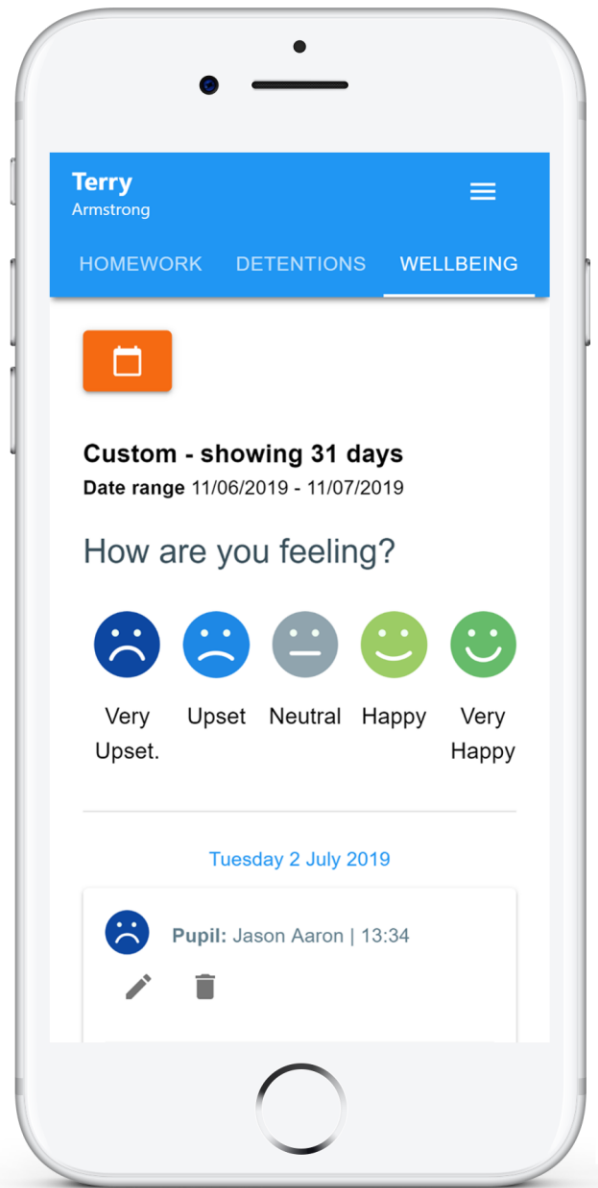 Terry
Armstrong
HOMEWORK DETENTIONS WELLBEING
Custom - showing 31 days
Date range 11/06/2019 - 11/07/2019
How are you feeling?
Very Upset Neutral Happy Very
Upset. Happy
Tuesday 2 July 2019
Pupil: Jason Aaron | 13:34